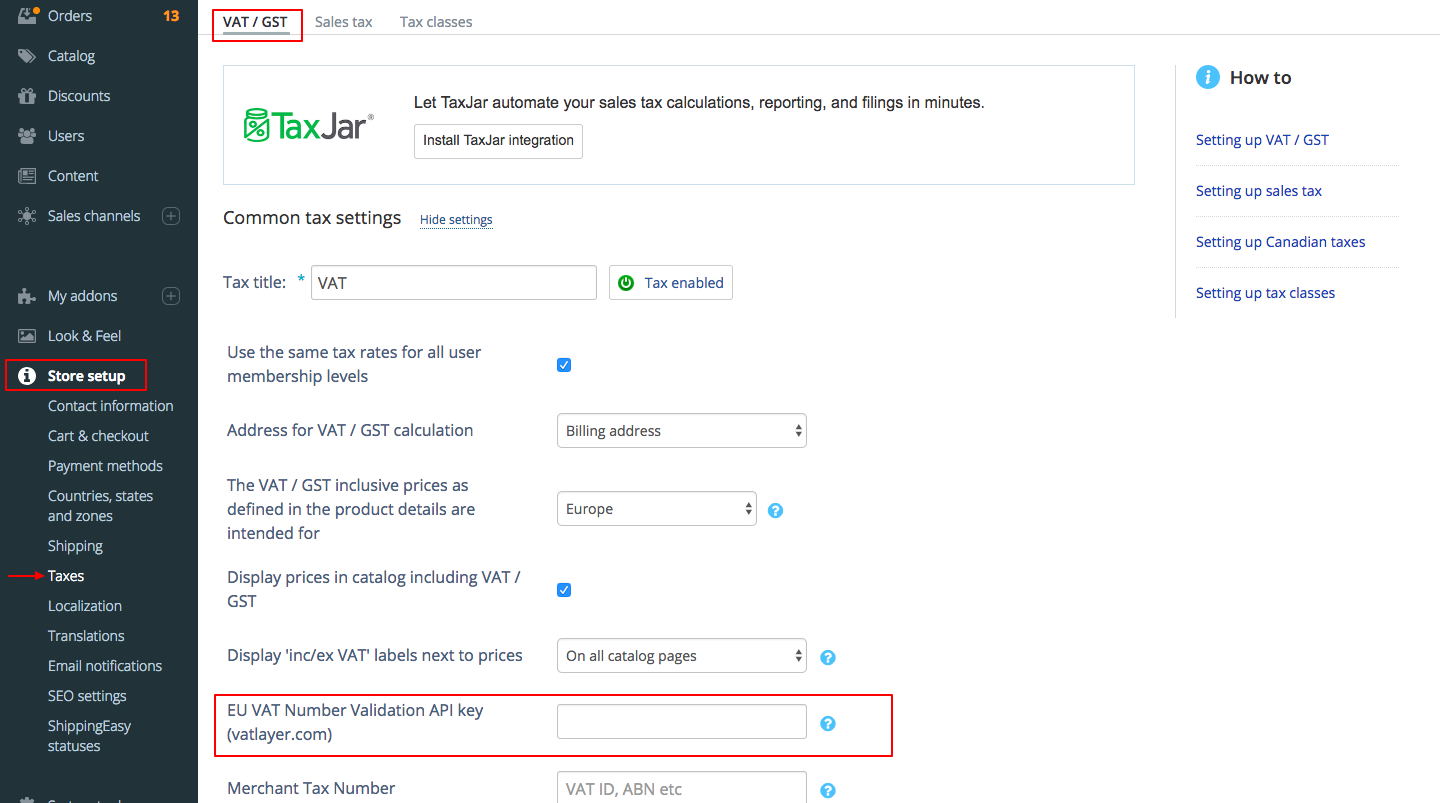 Orders 13
Catalog
Discounts
Users
Content
Sales channels
My addons
Look & Feel
Store setup
Contact information
Cart & checkout
Payment methods
Countries, states
and zones
Shipping
Taxes
Localization
Translations
Email notifications
SEO settings
ShippingEasy
statuses
VAT / GST Sales tax Tax classes
TaxJar®
Let TaxJar automate your sales tax calculations, reporting, and filings in minutes.
Install TaxJar integration
Common tax settings Hide settings
Tax title: * VAT Tax enabled
Use the same tax rates for all user
membership levels
Address for VAT / GST calculation Billing address
The VAT / GST inclusive prices as
defined in the product details are
intended for
Europe ?
Display prices in catalog including VAT /
GST
Display 'inc/ex VAT' labels next to prices On all catalog pages ?
EU VAT Number Validation API key
(vatlayer.com)
?
Merchant Tax Number VAT ID, ABN etc ?
i How to
Setting up VAT / GST
Setting up sales tax
Setting up Canadian taxes
Setting up tax classes